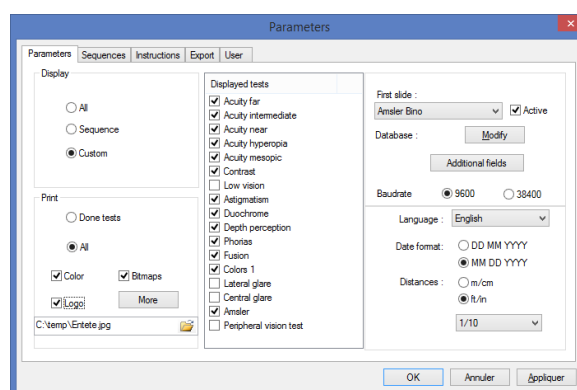 Parameters
Parameters Sequences Instructions Export User
Display
All
Sequence
Custom
Print
Done tests
All
Color Bitmaps
Logo More
C:\temp\Entete.jpg
Displayed tests
Acuity far
Acuity intermediate
Acuity near
Acuity hyperopia
Acuity mesopic
Contrast
Low vision
Astigmatism
Duochrome
Depth perception
Phorias
Fusion
Colors 1
Lateral glare
Central glare
Amsler
Peripheral vision test
First slide :
Amsler Bino Active
Database : Modify
Additional fields
Baudrate 9600 38400
Language : English
Date format: DD MM YYYY
MM DD YYYY
Distances : m/cm
ft/in
1/10
OK Annuler Appliquer